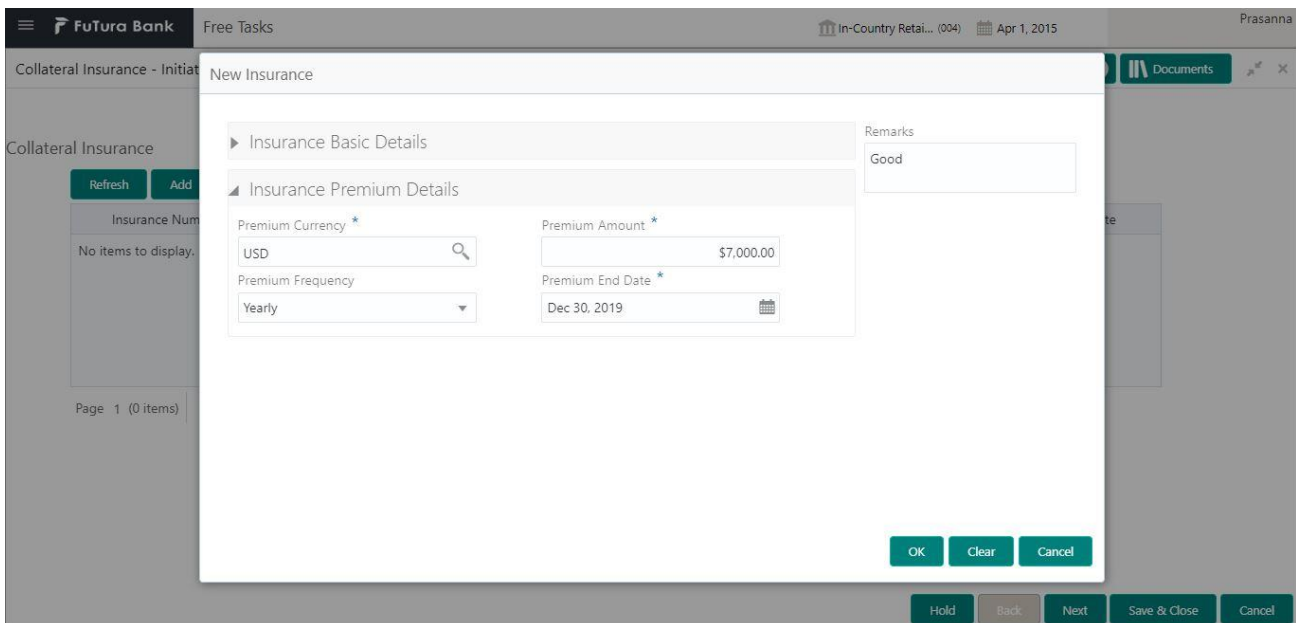 FuTura Bank
Free Tasks
In-Country Retai... (004)
Apr 1, 2015
Prasanna
Collateral Insurance - Initiat
New Insurance
Documents
Collateral Insurance
Refresh
Add
Insurance Num
te
No items to display.
Page 1 (0 items)
Insurance Basic Details
Remarks
Good
Insurance Premium Details
Premium Currency *
Premium Amount *
USD
$7,000.00
Premium Frequency
Premium End Date *
Yearly
Dec 30, 2019
OK
Clear
Cancel
Hold
Back
Next
Save & Close
Cancel